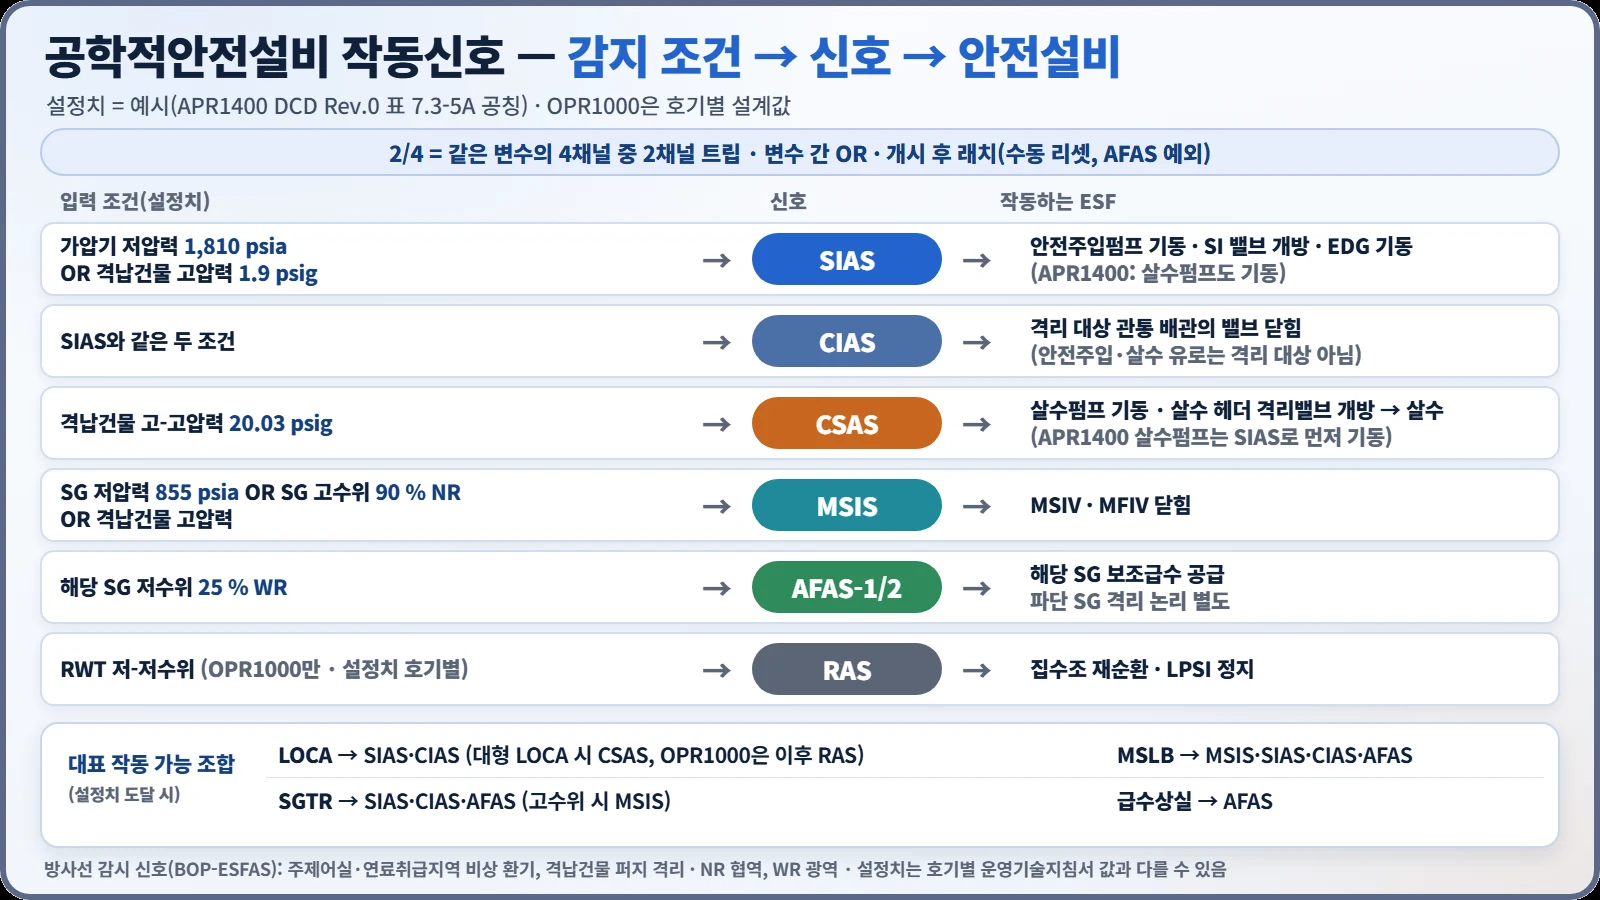 공학적안전설비 작동신호 — 감지 조건 → 신호 → 안전설비
설정치 = 예시(APR1400 DCD Rev.0 표 7.3-5A 공칭) · OPR1000은 호기별 설계값
2/4 = 같은 변수의 4채널 중 2채널 트립 · 변수 간 OR · 개시 후 래치(수동 리셋, AFAS 예외)
입력 조건(설정치) 신호 작동하는 ESF
가압기 저압력 1,810 psia
OR 격납건물 고압력 1.9 psig
→ SIAS →
안전주입펌프 기동 · SI 밸브 개방 · EDG 기동
(APR1400: 살수펌프도 기동)
SIAS와 같은 두 조건
→ CIAS →
격리 대상 관통 배관의 밸브 닫힘
(안전주입·살수 유로는 격리 대상 아님)
격납건물 고-고압력 20.03 psig
→ CSAS →
살수펌프 기동 · 살수 헤더 격리밸브 개방 → 살수
(APR1400 살수펌프는 SIAS로 먼저 기동)
SG 저압력 855 psia OR SG 고수위 90 % NR
OR 격납건물 고압력
→ MSIS →
MSIV · MFIV 닫힘
해당 SG 저수위 25 % WR
→ AFAS-1/2 →
해당 SG 보조급수 공급
파단 SG 격리 논리 별도
RWT 저-저수위 (OPR1000만 · 설정치 호기별)
→ RAS →
집수조 재순환 · LPSI 정지
대표 작동 가능 조합
(설정치 도달 시)
LOCA → SIAS·CIAS (대형 LOCA 시 CSAS, OPR1000은 이후 RAS)
MSLB → MSIS·SIAS·CIAS·AFAS
SGTR → SIAS·CIAS·AFAS (고수위 시 MSIS)
급수상실 → AFAS
방사선 감시 신호(BOP-ESFAS): 주제어실·연료취급지역 비상 환기, 격납건물 퍼지 격리 · NR 협역, WR 광역 · 설정치는 호기별 운영기술지침서 값과 다를 수 있음